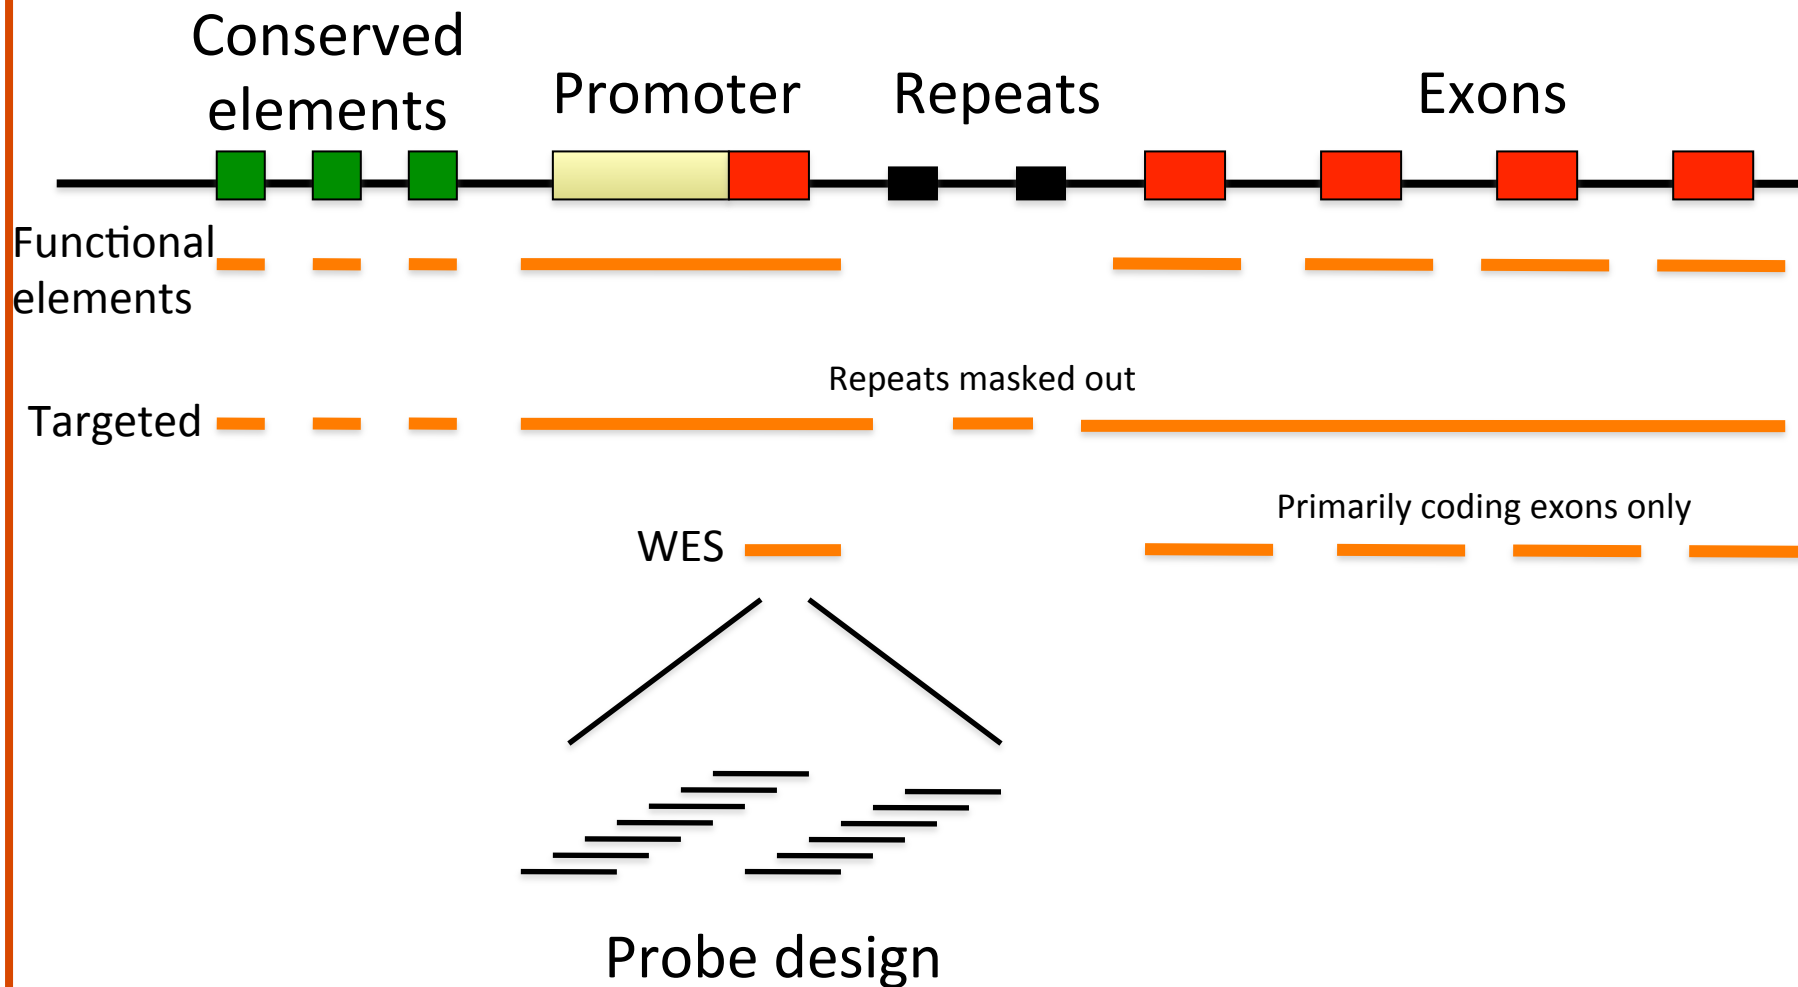 Conserved
elements
Promoter
Repeats
Exons
Functional
elements
Repeats masked out
Targeted
Primarily coding exons only
WES
Probe design